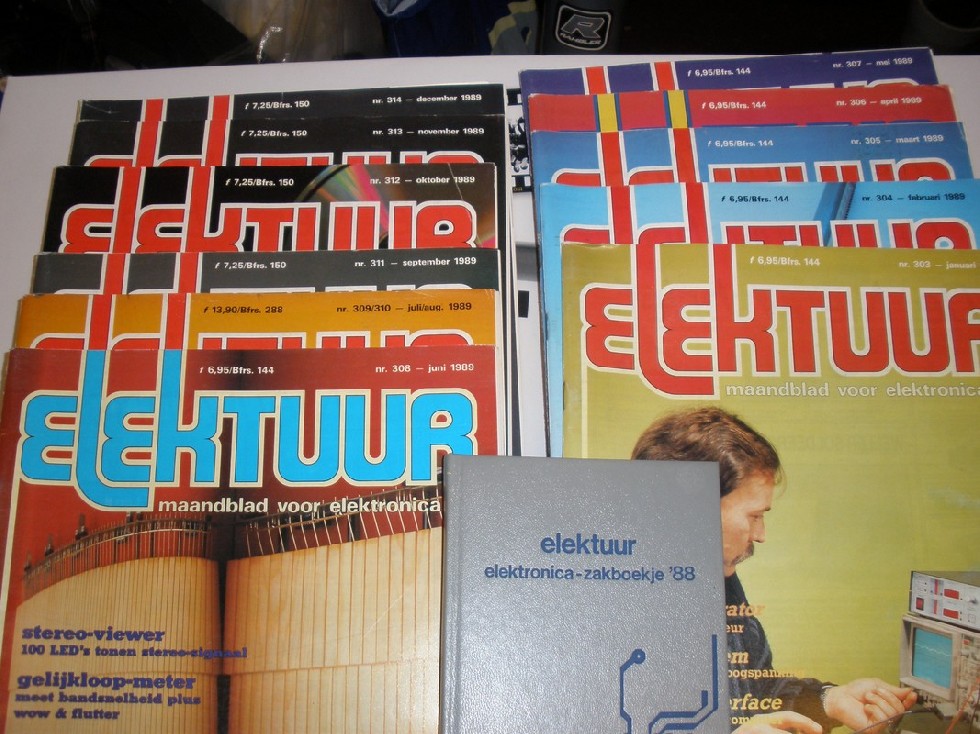 RAMBLER
f 7,25/Bfrs. 150 nr. 314 – december 1989
f 7,25/Bfrs. 150 nr. 313 – november 1989
f 7,25/Bfrs. 150 nr. 312 – oktober 1989
ELEKTUUR
f 7,25/Bfrs. 150 nr. 311 – september 1989
f 13,90/Bfrs. 288 nr. 309/310 – juli/aug. 1989
f 6,95/Bfrs. 144 nr. 308 – juni 1989
ELEKTUUR
maandblad voor elektronica
stereo-viewer
100 LED's tonen stereo-signaal
gelijkloop-meter
meet bandsnelheid plus
wow & flutter
f 6,95/Bfrs. 144 nr. 307 – mei 1989
f 6,95/Bfrs. 144 nr. 306 – april 1989
f 6,95/Bfrs. 144 nr. 305 – maart 1989
f 6,95/Bfrs. 144 nr. 304 – februari 1989
f 6,95/Bfrs. 144 nr. 303 – januari
ELEKTUUR
maandblad voor elektronica
elektuur
elektronica-zakboekje '88